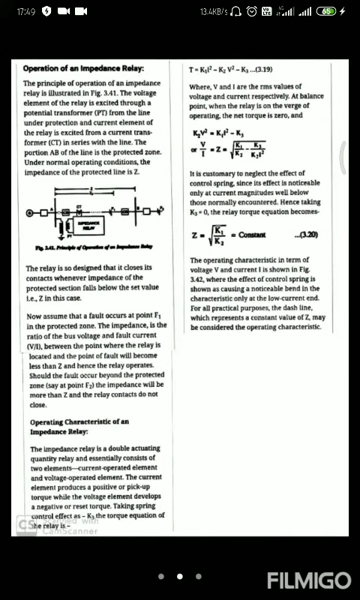 17:49
13.4KB/s
65
Operation of an Impedance Relay:
The principle of operation of an impedance
relay is illustrated in Fig. 3.41. The voltage
element of the relay is excited through a
potential transformer (PT) from the line
under protection and current element of
the relay is excited from a current trans-
former (CT) in series with the line. The
portion AB of the line is the protected zone.
Under normal operating conditions, the
impedance of the protected line is Z.
IMPEDANCE
RELAY
Fig. 3.41. Principle of Operation of an Impedance Relay
The relay is so designed that it closes its
contacts whenever impedance of the
protected section falls below the set value
i.e., Z in this case.
Now assume that a fault occurs at point F₁
in the protected zone. The impedance, is the
ratio of the bus voltage and fault current
(V/I), between the point where the relay is
located and the point of fault will become
less than Z and hence the relay operates.
Should the fault occur beyond the protected
zone (say at point F₂) the impedance will be
more than Z and the relay contacts do not
close.
Operating Characteristic of an
Impedance Relay:
The impedance relay is a double actuating
quantity relay and essentially consists of
two elements—current-operated element
and voltage-operated element. The current
element produces a positive or pick-up
torque while the voltage element develops
a negative or reset torque. Taking spring
control effect as – K₃ the torque equation of
the relay is –
CS
CamScanner
T = K₁I² – K₂ V² – K₃ ...(3.19)
Where, V and I are the rms values of
voltage and current respectively. At balance
point, when the relay is on the verge of
operating, the net torque is zero, and
K₂V² = K₁I² – K₃
or V/I = Z = √(K₁/K₂ – K₃/K₂I²)
It is customary to neglect the effect of
control spring, since its effect is noticeable
only at current magnitudes well below
those normally encountered. Hence taking
K₃ = 0, the relay torque equation becomes-
Z = √(K₁/K₂) = Constant ...(3.20)
The operating characteristic in term of
voltage V and current I is shown in Fig.
3.42, where the effect of control spring is
shown as causing a noticeable bend in the
characteristic only at the low-current end.
For all practical purposes, the dash line,
which represents a constant value of Z, may
be considered the operating characteristic.
FILMIGO